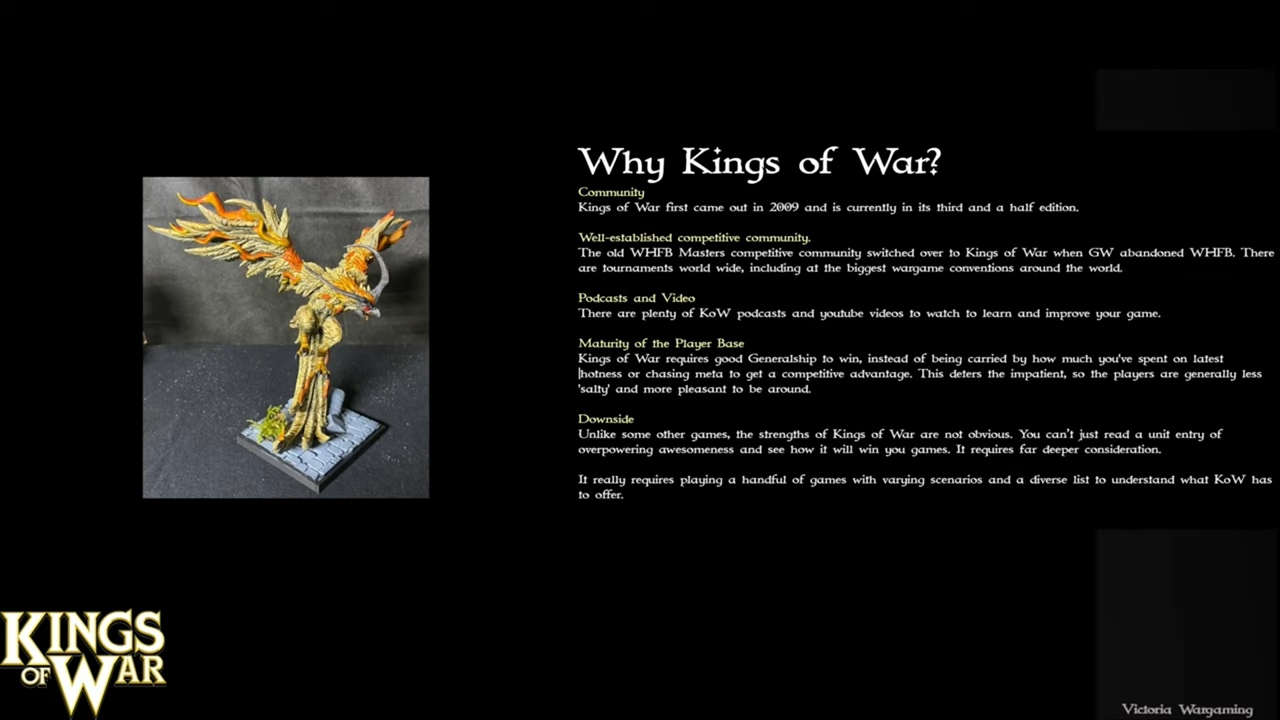 Why Kings of War?
Community
Kings of War first came out in 2009 and is currently in its third and a half edition.
Well-established competitive community.
The old WHFB Masters competitive community switched over to Kings of War when GW abandoned WHFB. There
are tournaments world wide, including at the biggest wargame conventions around the world.
Podcasts and Video
There are plenty of KoW podcasts and youtube videos to watch to learn and improve your game.
Maturity of the Player Base
Kings of War requires good Generalship to win, instead of being carried by how much you've spent on latest
hotness or chasing meta to get a competitive advantage. This deters the impatient, so the players are generally less
'salty' and more pleasant to be around.
Downside
Unlike some other games, the strengths of Kings of War are not obvious. You can't just read a unit entry of
overpowering awesomeness and see how it will win you games. It requires far deeper consideration.
It really requires playing a handful of games with varying scenarios and a diverse list to understand what KoW has
to offer.
KINGS
OF WAR
Victoria Wargaming